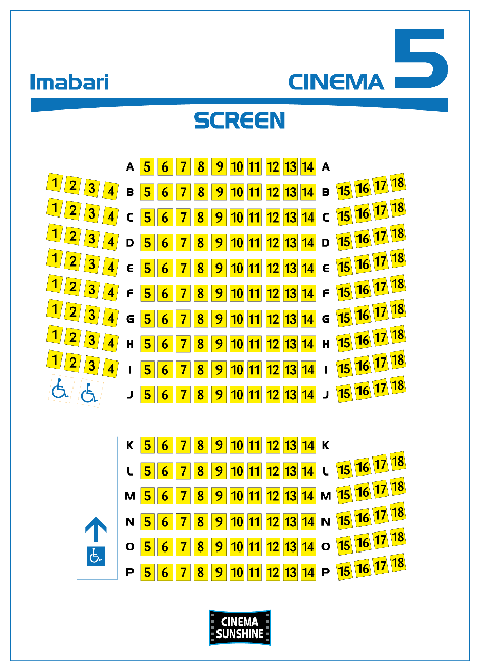 5
Imabari CINEMA
SCREEN
A 5 6 7 8 9 10 11 12 13 14 A
1 2 3 4 B 5 6 7 8 9 10 11 12 13 14 B 15 16 17 18
1 2 3 4 C 5 6 7 8 9 10 11 12 13 14 C 15 16 17 18
1 2 3 4 D 5 6 7 8 9 10 11 12 13 14 D 15 16 17 18
1 2 3 4 E 5 6 7 8 9 10 11 12 13 14 E 15 16 17 18
1 2 3 4 F 5 6 7 8 9 10 11 12 13 14 F 15 16 17 18
1 2 3 4 G 5 6 7 8 9 10 11 12 13 14 G 15 16 17 18
1 2 3 4 H 5 6 7 8 9 10 11 12 13 14 H 15 16 17 18
1 2 3 4 I 5 6 7 8 9 10 11 12 13 14 I 15 16 17 18
J 5 6 7 8 9 10 11 12 13 14 J 15 16 17 18
K 5 6 7 8 9 10 11 12 13 14 K
L 5 6 7 8 9 10 11 12 13 14 L 15 16 17 18
M 5 6 7 8 9 10 11 12 13 14 M 15 16 17 18
N 5 6 7 8 9 10 11 12 13 14 N 15 16 17 18
O 5 6 7 8 9 10 11 12 13 14 O 15 16 17 18
P 5 6 7 8 9 10 11 12 13 14 P 15 16 17 18
CINEMA
SUNSHINE